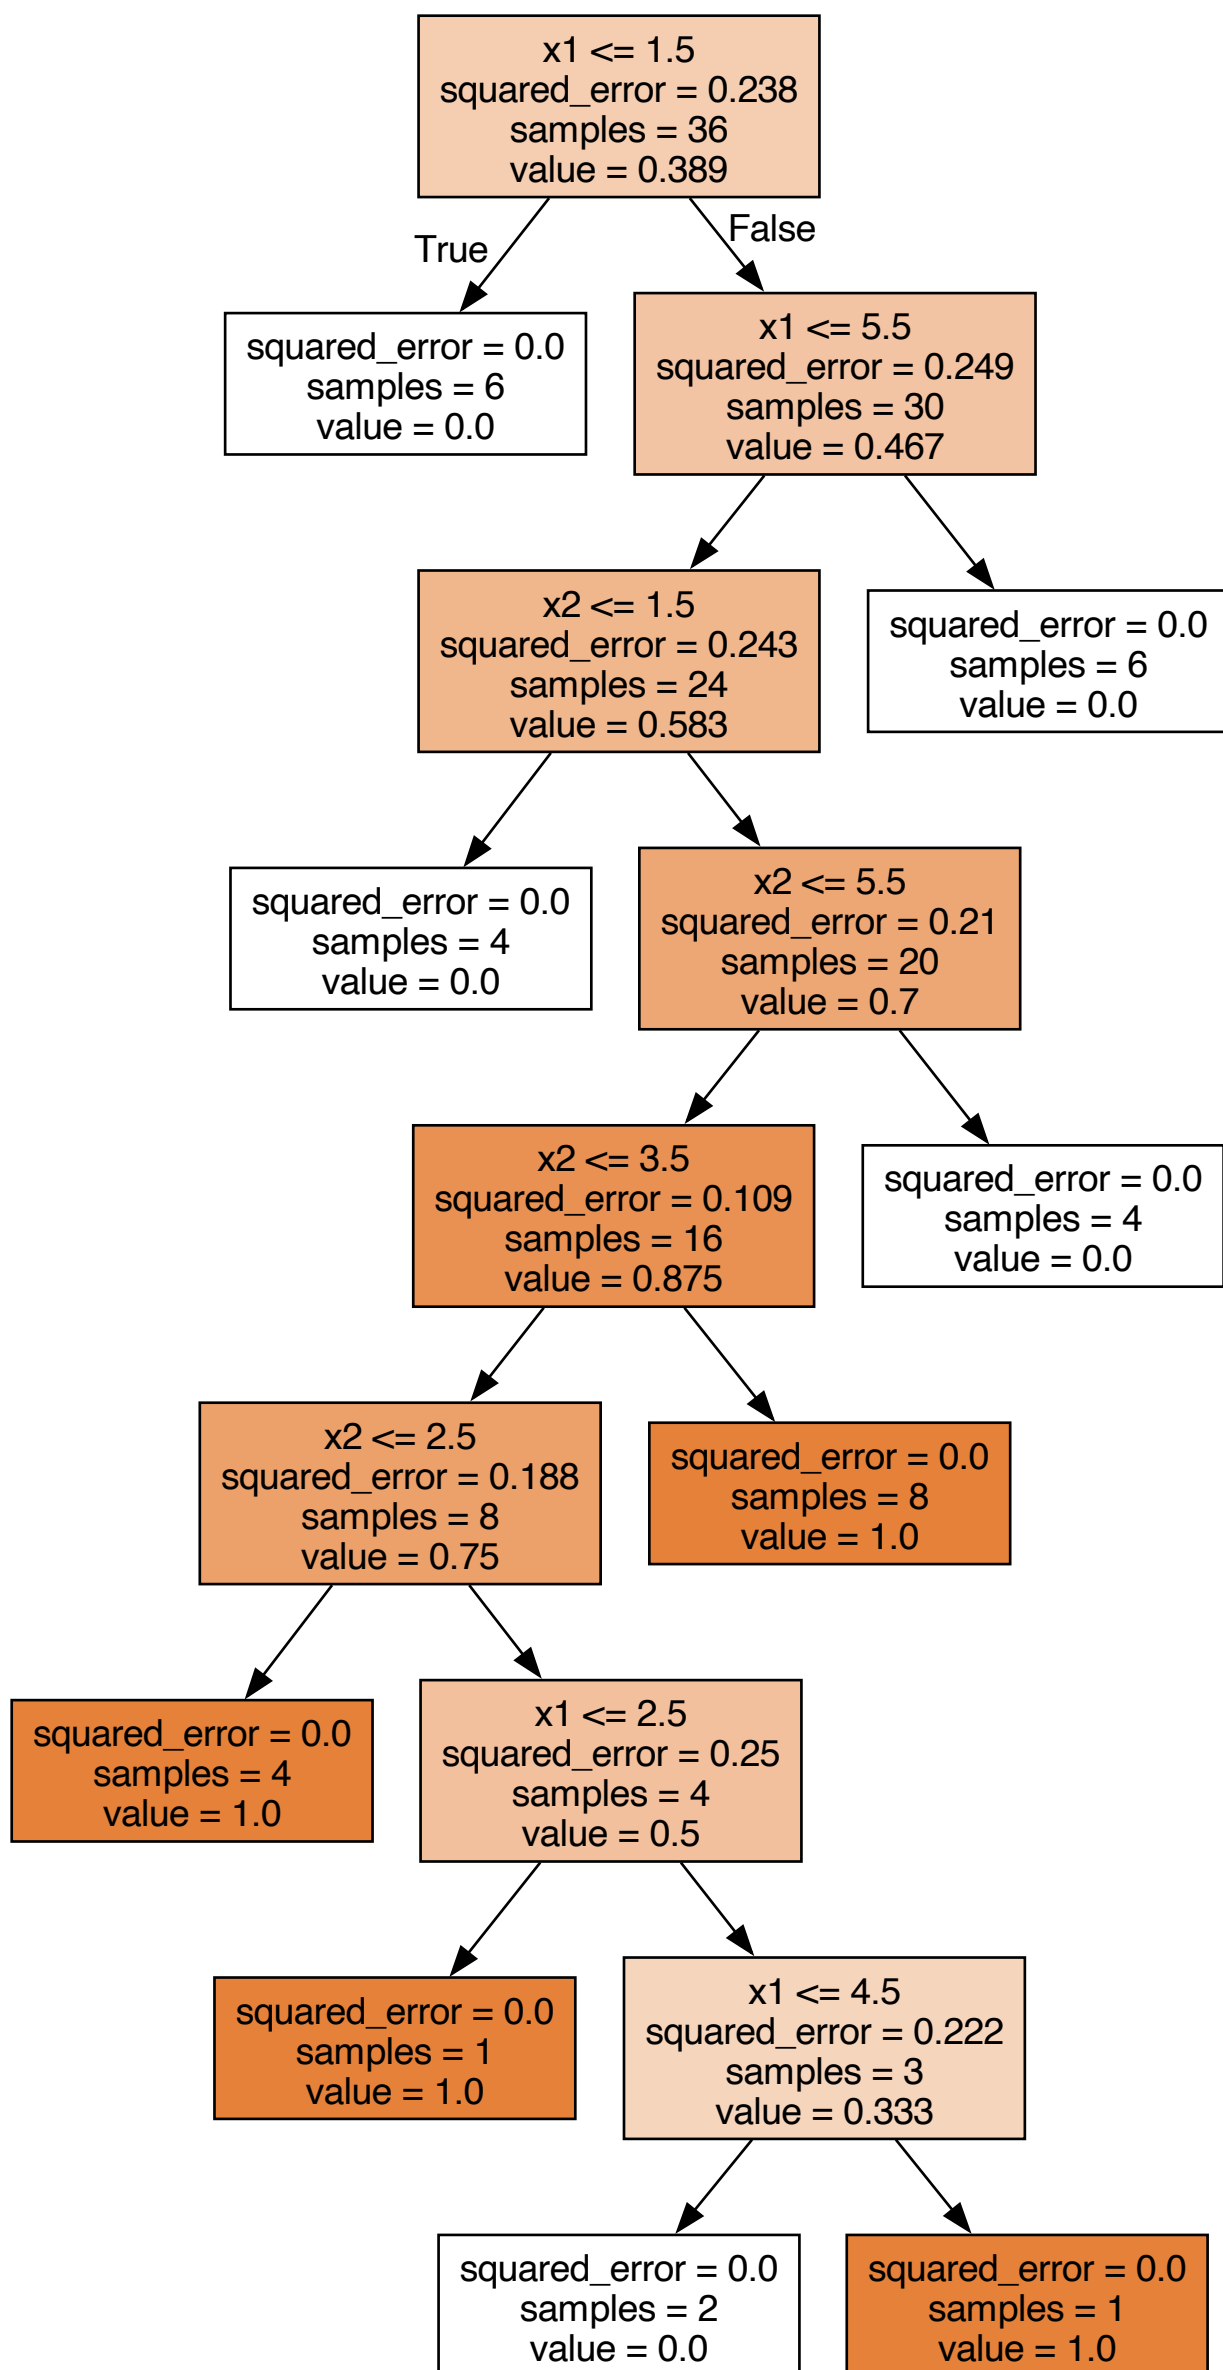 x1 <= 1.5
squared_error = 0.238
samples = 36
value = 0.389
True
False
squared_error = 0.0
samples = 6
value = 0.0
x1 <= 5.5
squared_error = 0.249
samples = 30
value = 0.467
x2 <= 1.5
squared_error = 0.243
samples = 24
value = 0.583
squared_error = 0.0
samples = 6
value = 0.0
squared_error = 0.0
samples = 4
value = 0.0
x2 <= 5.5
squared_error = 0.21
samples = 20
value = 0.7
x2 <= 3.5
squared_error = 0.109
samples = 16
value = 0.875
squared_error = 0.0
samples = 4
value = 0.0
x2 <= 2.5
squared_error = 0.188
samples = 8
value = 0.75
squared_error = 0.0
samples = 8
value = 1.0
squared_error = 0.0
samples = 4
value = 1.0
x1 <= 2.5
squared_error = 0.25
samples = 4
value = 0.5
squared_error = 0.0
samples = 1
value = 1.0
x1 <= 4.5
squared_error = 0.222
samples = 3
value = 0.333
squared_error = 0.0
samples = 2
value = 0.0
squared_error = 0.0
samples = 1
value = 1.0